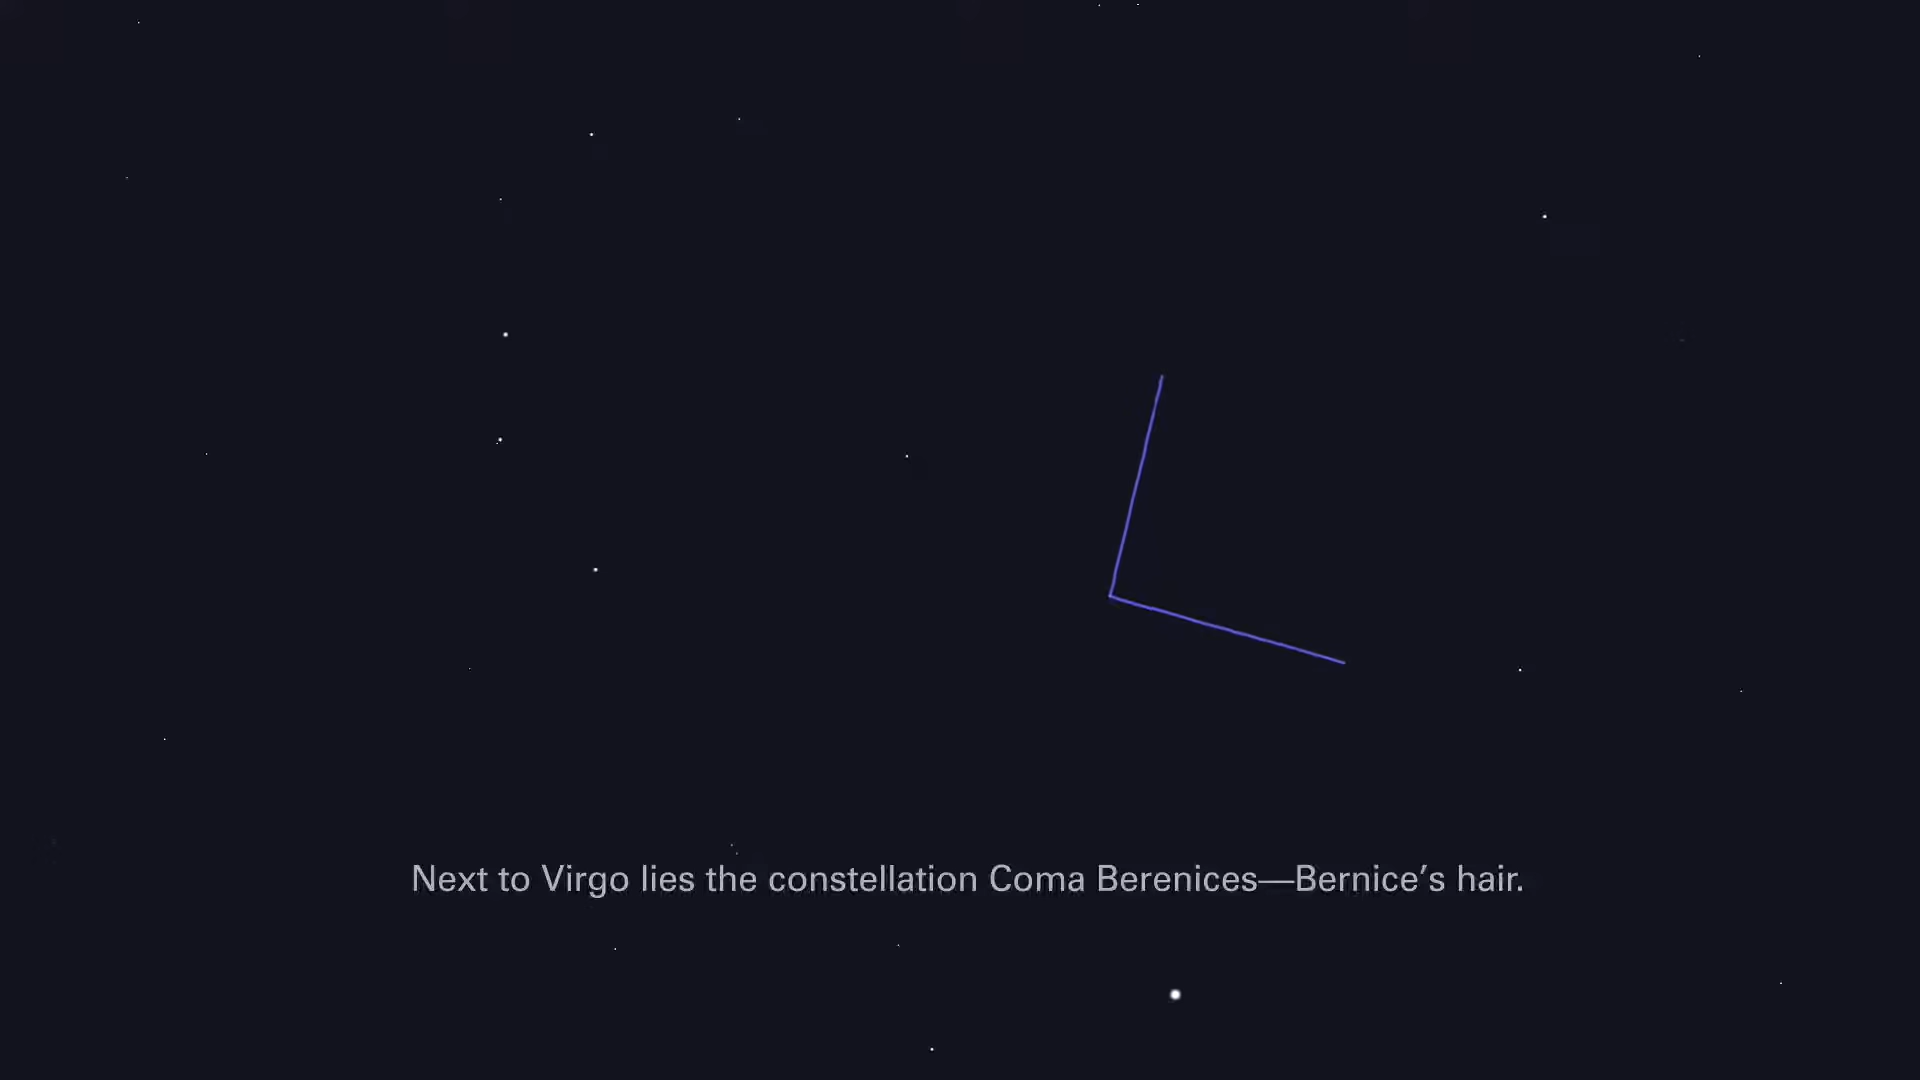 Next to Virgo lies the constellation Coma Berenices—Bernice’s hair.